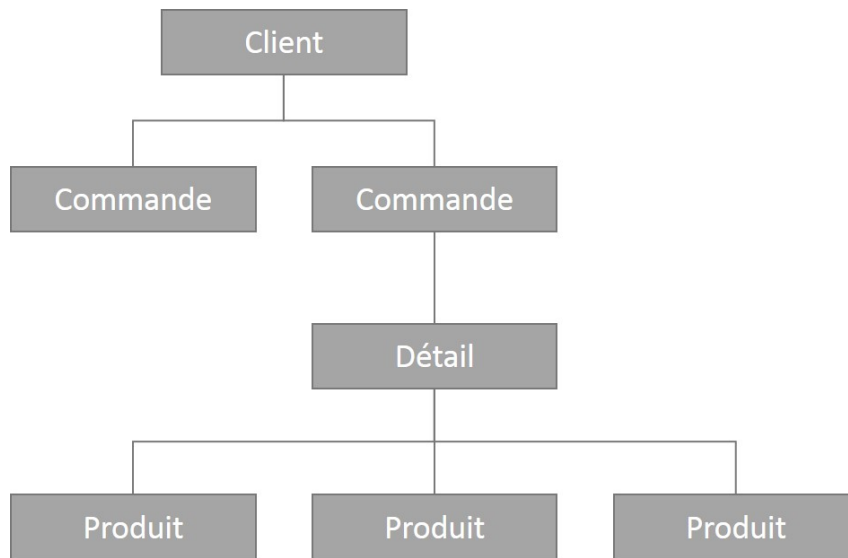 Client
Commande
Commande
Détail
Produit
Produit
Produit